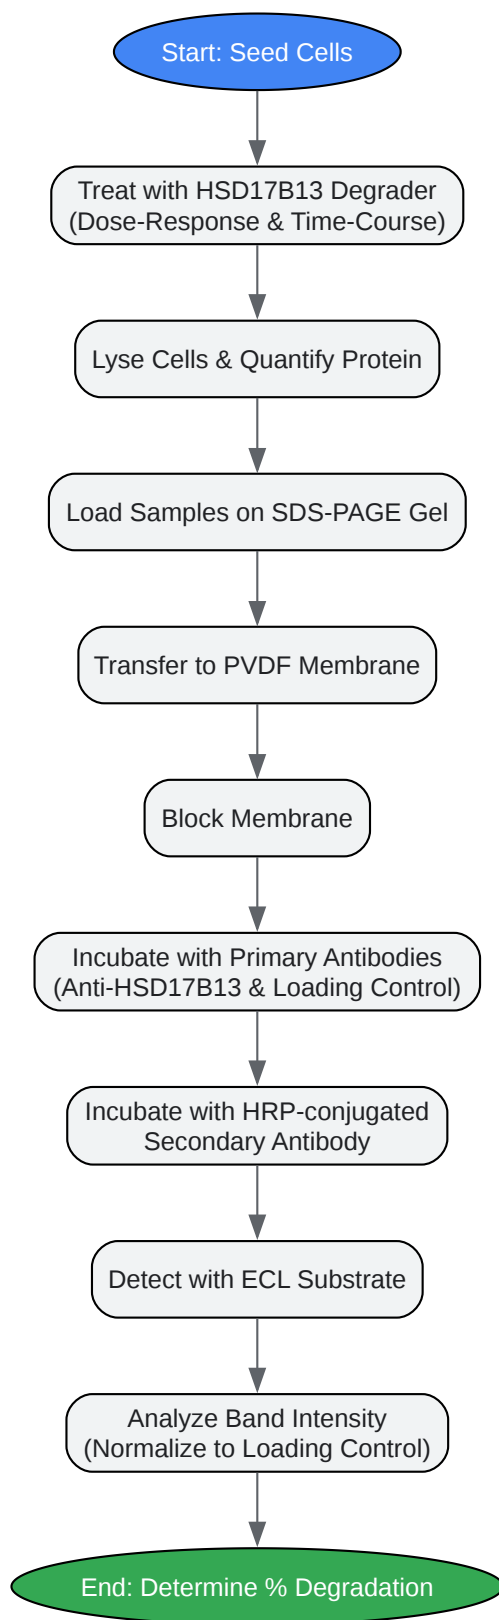 Start: Seed Cells
Treat with HSD17B13 Degrader
(Dose-Response & Time-Course)
Lyse Cells & Quantify Protein
Load Samples on SDS-PAGE Gel
Transfer to PVDF Membrane
Block Membrane
Incubate with Primary Antibodies
(Anti-HSD17B13 & Loading Control)
Incubate with HRP-conjugated
Secondary Antibody
Detect with ECL Substrate
Analyze Band Intensity
(Normalize to Loading Control)
End: Determine % Degradation